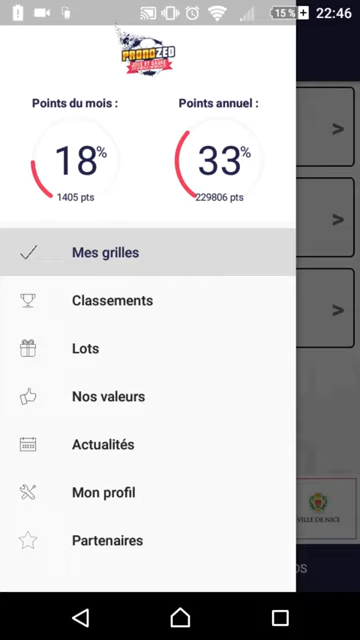 15 %
22:46
PRONOZED
Points du mois :
Points annuel :
18%
33%
1405 pts
229806 pts
>
>
>
Mes grilles
Classements
Lots
Nos valeurs
Actualités
Mon profil
Partenaires
VILLE DE NICE